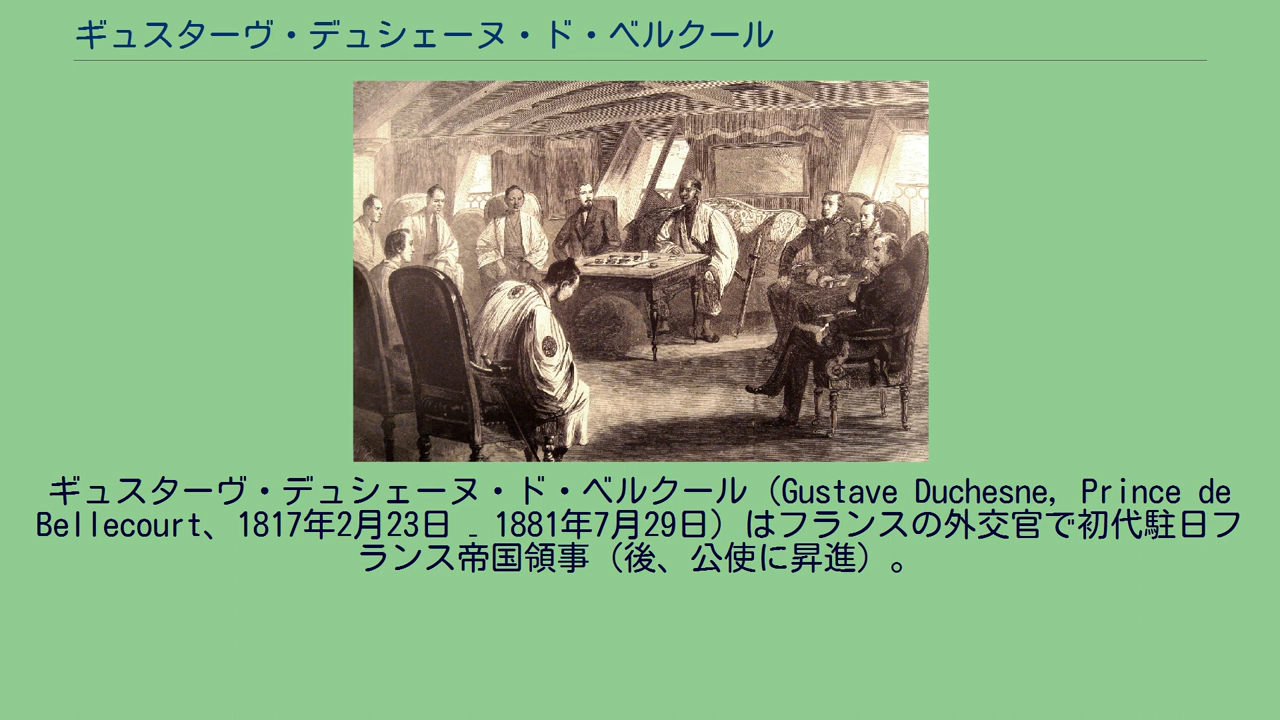 ギュスターヴ・デュシェーヌ・ド・ベルクール
ギュスターヴ・デュシェーヌ・ド・ベルクール（Gustave Duchesne, Prince de
Bellecourt、1817年2月23日 - 1881年7月29日）はフランスの外交官で初代駐日フ
ランス帝国領事（後、公使に昇進）。